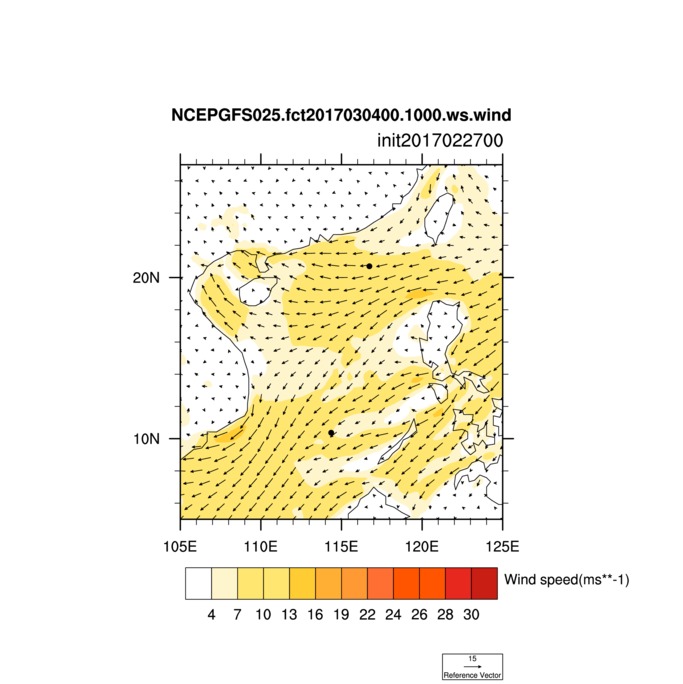 NCEPGFS025.fct2017030400.1000.ws.wind
init2017022700
20N
10N
105E 110E 115E 120E 125E
Wind speed(ms**-1)
4 7 10 13 16 19 22 24 26 28 30
15
Reference Vector